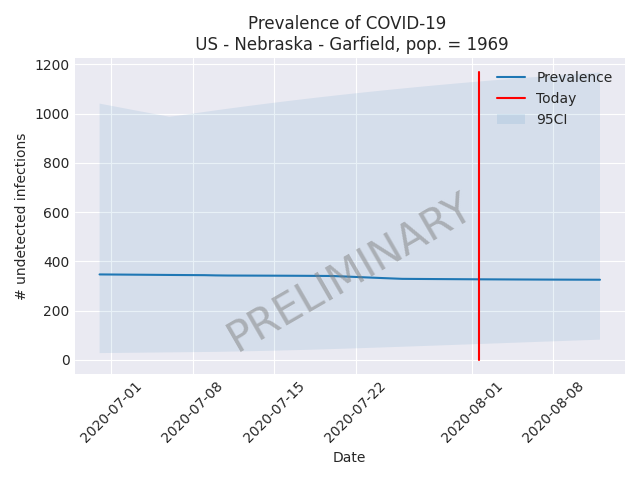 Prevalence of COVID-19
US - Nebraska - Garfield, pop. = 1969
1200
1000
800
600
400
200
0
# undetected infections
Prevalence
Today
95CI
PRELIMINARY
2020-07-01
2020-07-08
2020-07-15
2020-07-22
2020-08-01
2020-08-08
Date